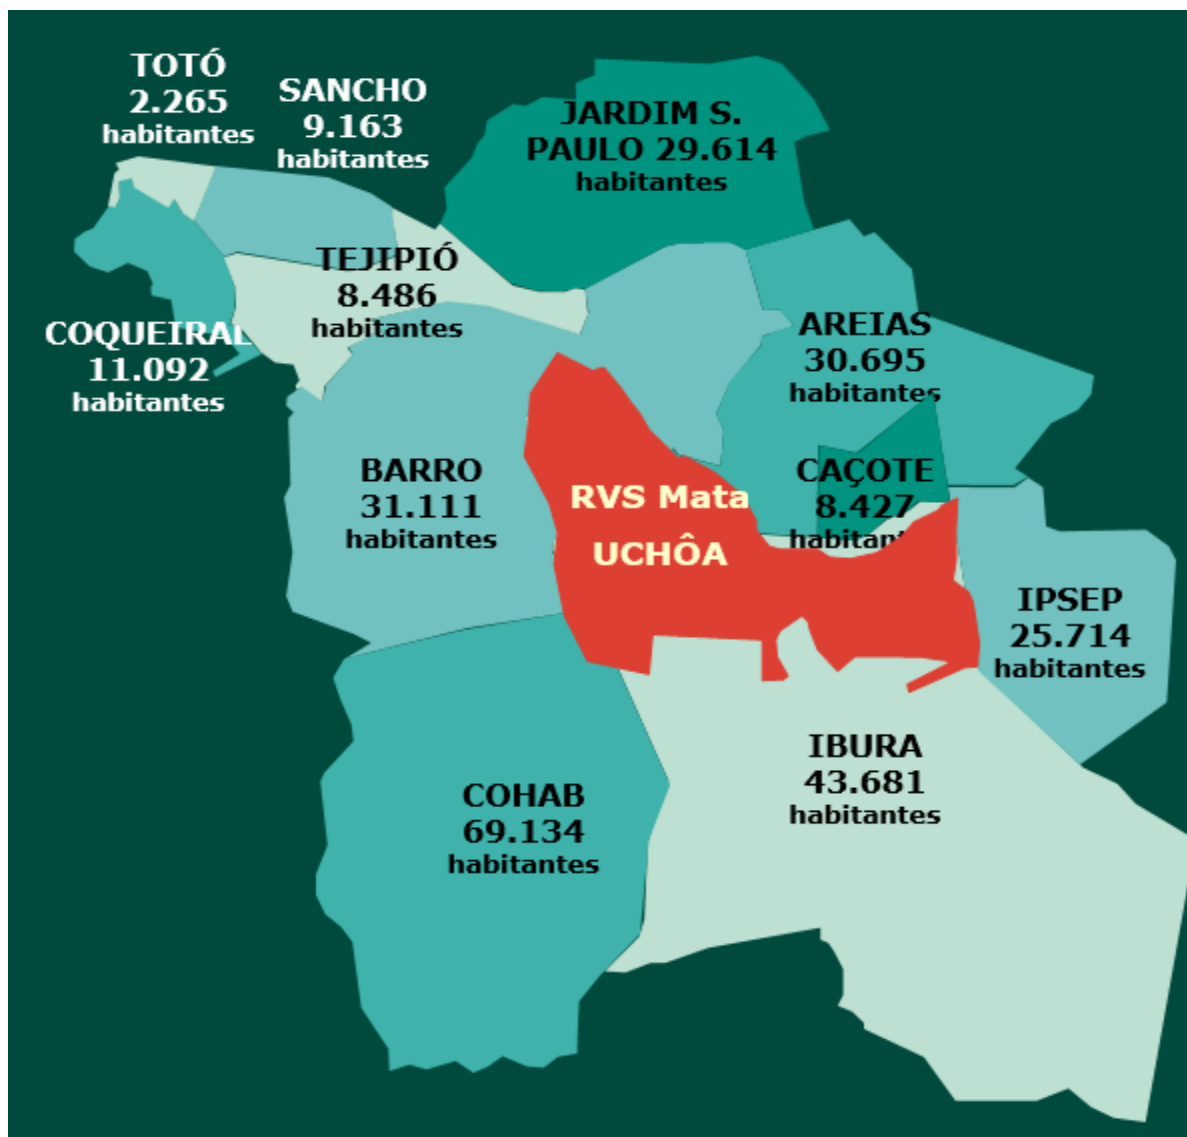 TOTÓ
2.265
habitantes
SANCHO
9.163
habitantes
JARDIM S.
PAULO 29.614
habitantes
TEJIPIÓ
8.486
habitantes
COQUEIRAL
11.092
habitantes
AREIAS
30.695
habitantes
BARRO
31.111
habitantes
RVS Mata
UCHÔA
CAÇOTE
8.427
habitantes
IPSEP
25.714
habitantes
IBURA
43.681
habitantes
COHAB
69.134
habitantes